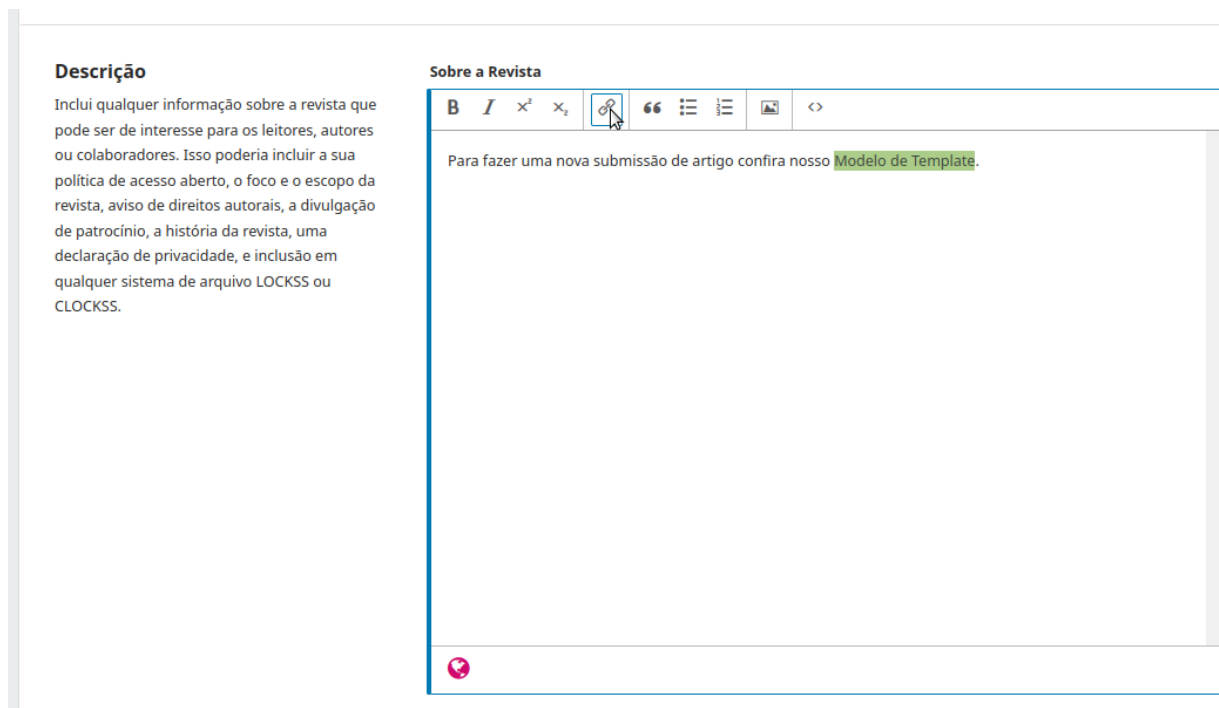 Descrição
Inclui qualquer informação sobre a revista que
pode ser de interesse para os leitores, autores
ou colaboradores. Isso poderia incluir a sua
política de acesso aberto, o foco e o escopo da
revista, aviso de direitos autorais, a divulgação
de patrocínio, a história da revista, uma
declaração de privacidade, e inclusão em
qualquer sistema de arquivo LOCKSS ou
CLOCKSS.
Sobre a Revista
B I x² x₂
Para fazer uma nova submissão de artigo confira nosso Modelo de Template.